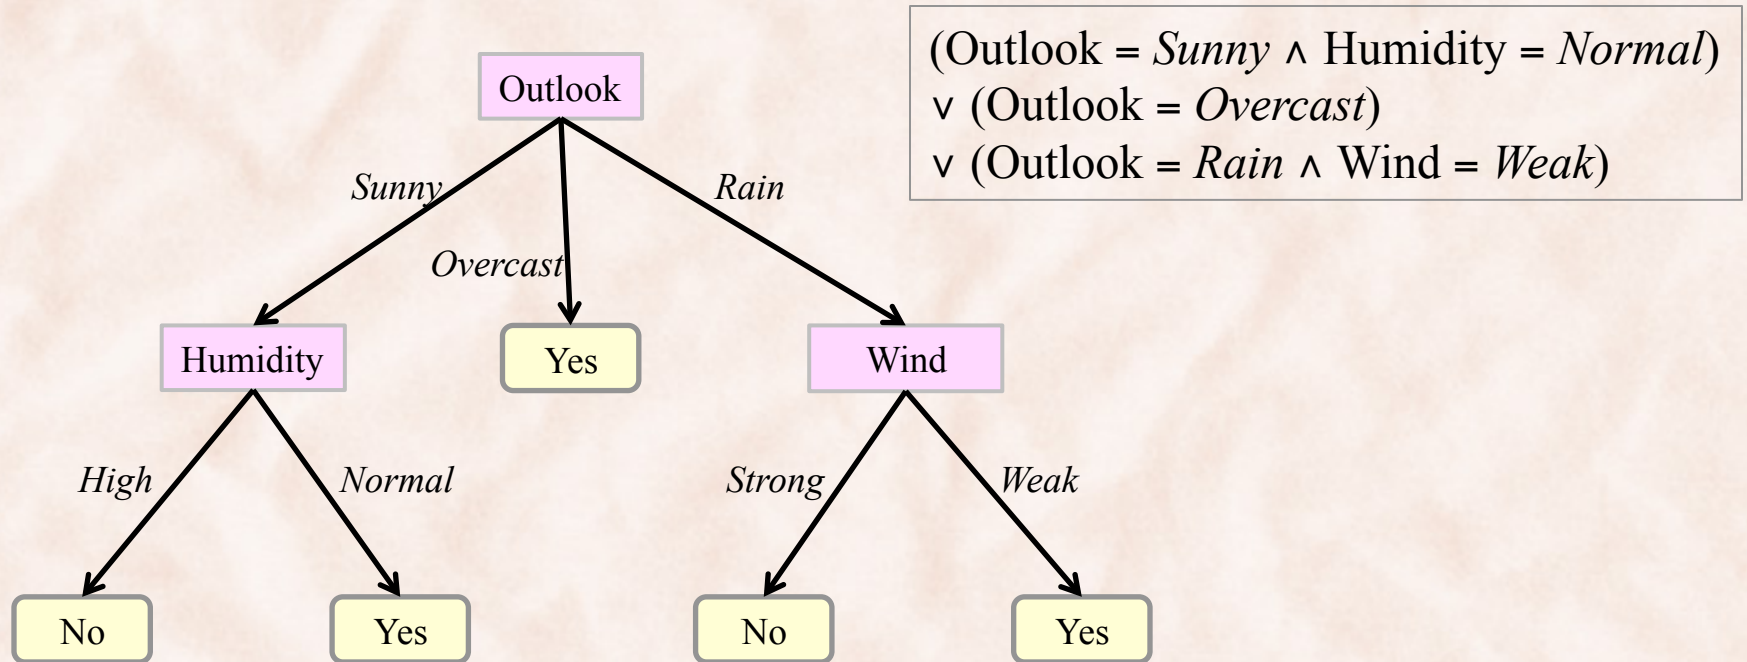 (Outlook = Sunny ∧ Humidity = Normal)
∨ (Outlook = Overcast)
∨ (Outlook = Rain ∧ Wind = Weak)
Outlook
Sunny
Overcast
Rain
Humidity
Yes
Wind
High
Normal
Strong
Weak
No
Yes
No
Yes